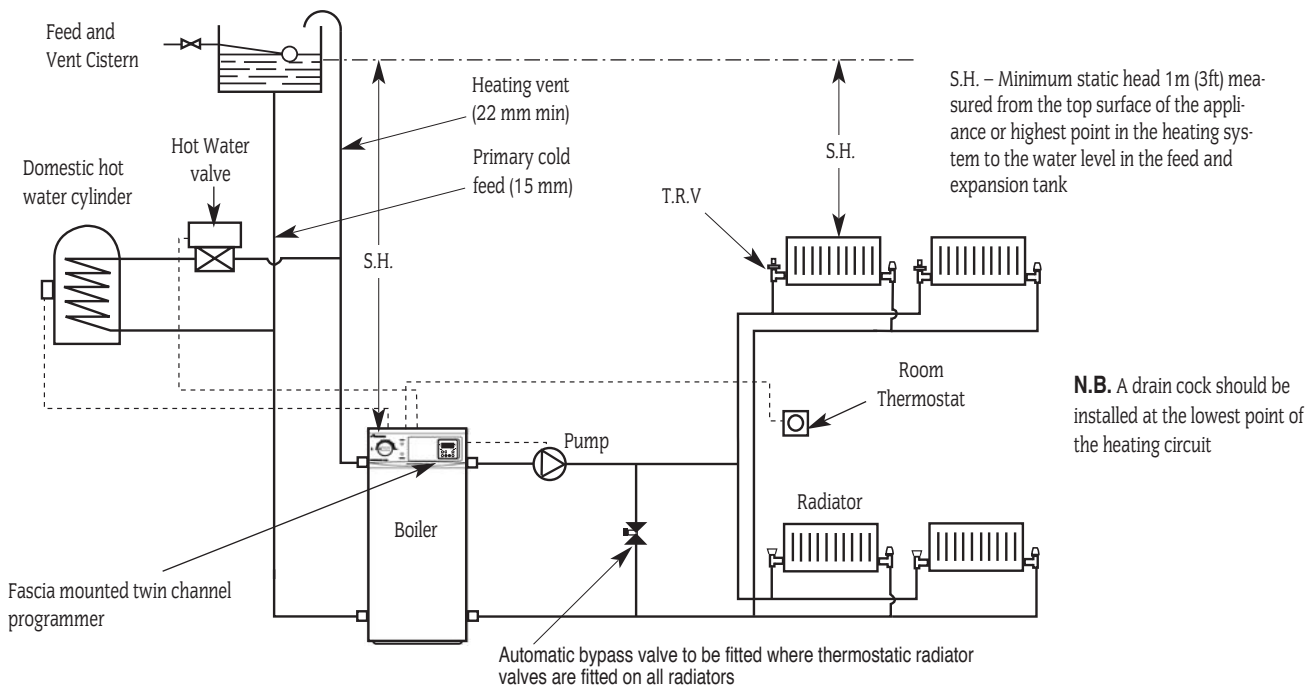 Feed and
Vent Cistern
Heating vent
(22 mm min)
S.H. – Minimum static head 1m (3ft) mea-
sured from the top surface of the appli-
ance or highest point in the heating sys-
tem to the water level in the feed and
expansion tank
Hot Water
valve
Primary cold
feed (15 mm)
S.H.
Domestic hot
water cylinder
T.R.V
S.H.
Room
Thermostat
N.B. A drain cock should be
installed at the lowest point of
the heating circuit
Pump
Boiler
Radiator
Fascia mounted twin channel
programmer
Automatic bypass valve to be fitted where thermostatic radiator
valves are fitted on all radiators